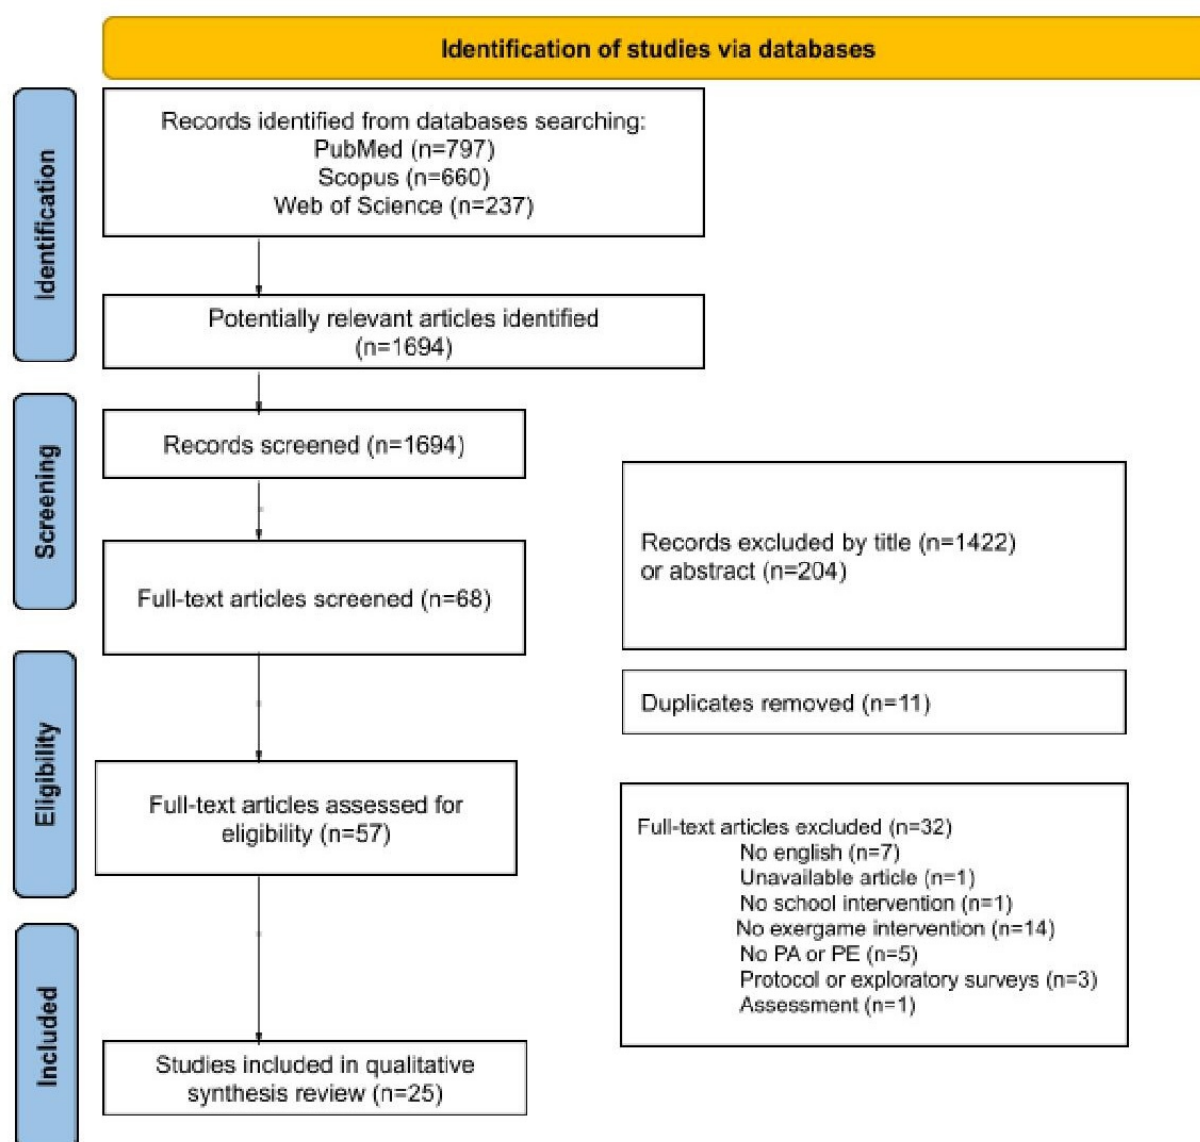 Identification of studies via databases
Identification
Records identified from databases searching:
PubMed (n=797)
Scopus (n=660)
Web of Science (n=237)
Potentially relevant articles identified
(n=1694)
Screening
Records screened (n=1694)
Full-text articles screened (n=68)
Records excluded by title (n=1422)
or abstract (n=204)
Duplicates removed (n=11)
Eligibility
Full-text articles assessed for
eligibility (n=57)
Full-text articles excluded (n=32)
No english (n=7)
Unavailable article (n=1)
No school intervention (n=1)
No exergame intervention (n=14)
No PA or PE (n=5)
Protocol or exploratory surveys (n=3)
Assessment (n=1)
Included
Studies included in qualitative
synthesis review (n=25)